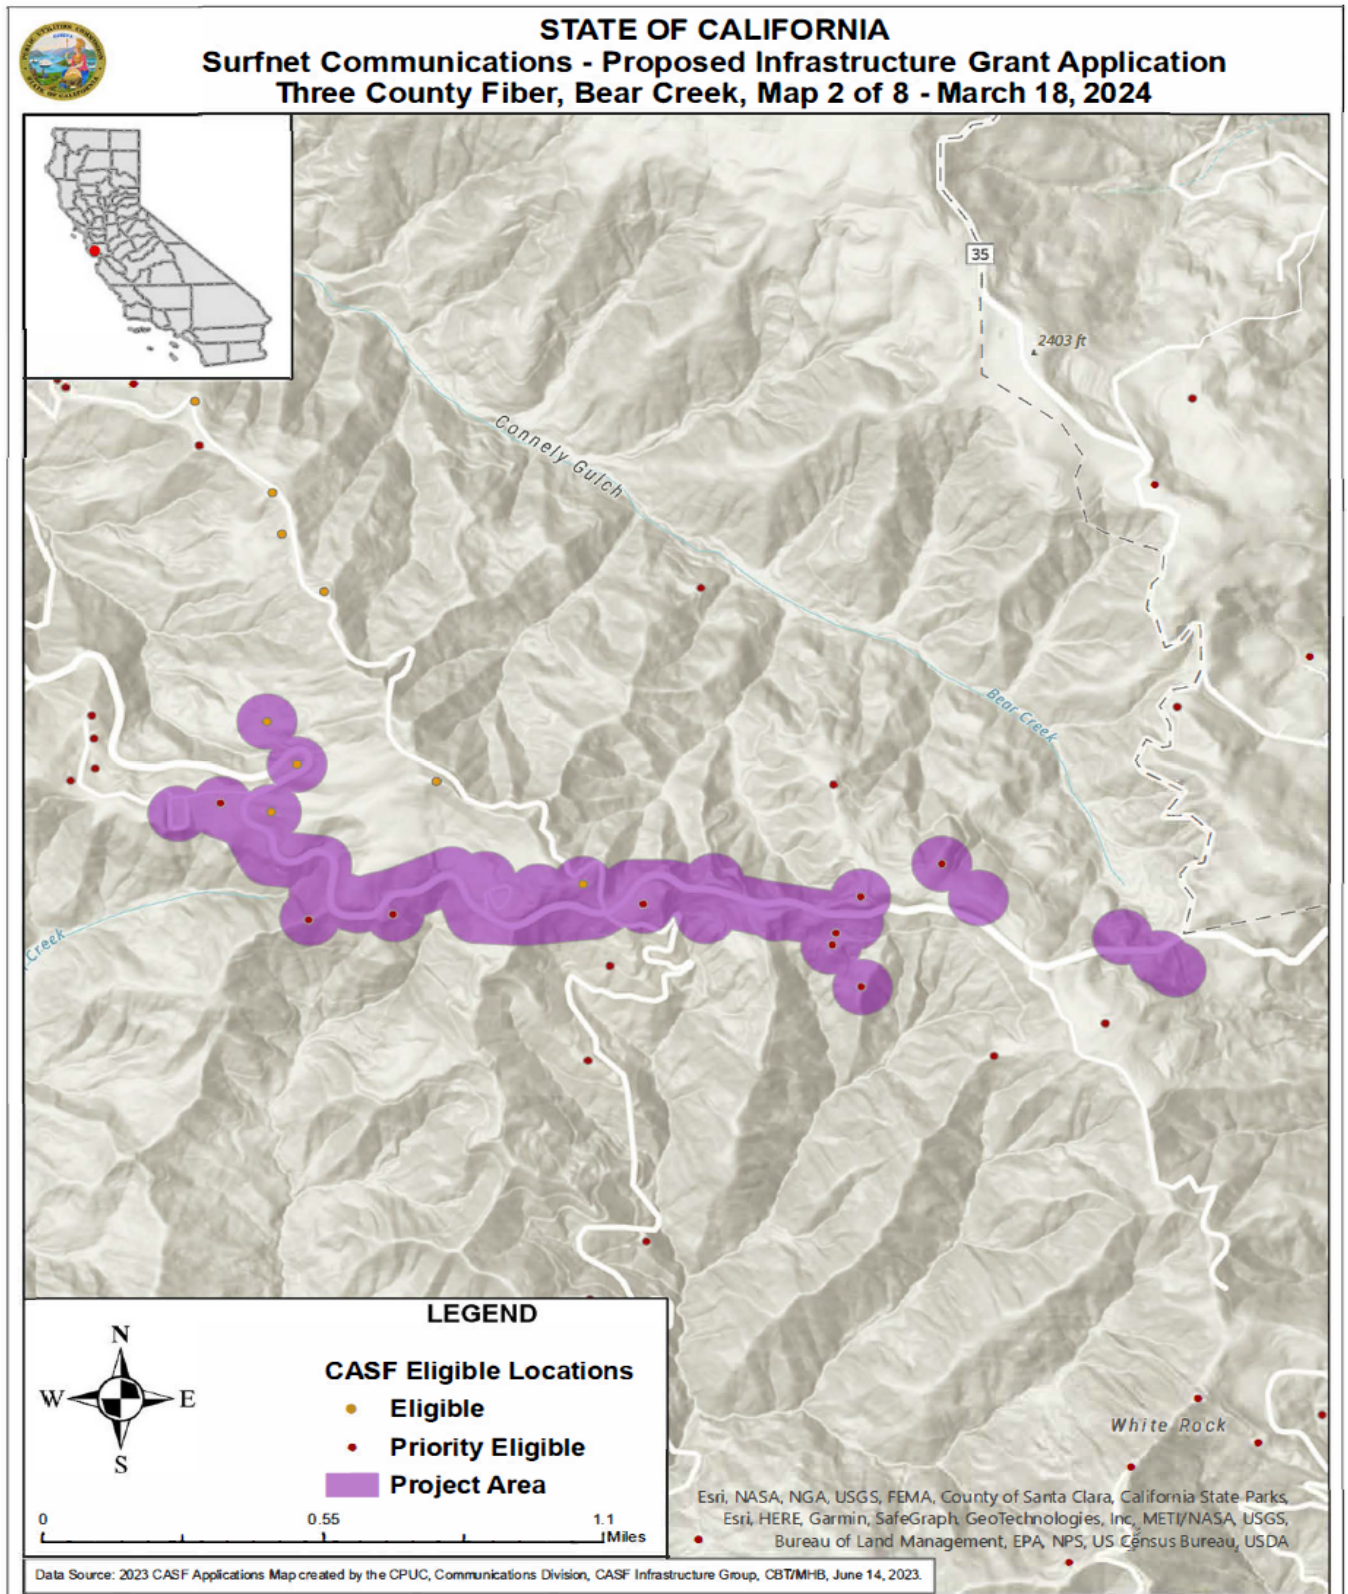 STATE OF CALIFORNIA
Surfnet Communications - Proposed Infrastructure Grant Application
Three County Fiber, Bear Creek, Map 2 of 8 - March 18, 2024
35
2403 ft
Connely Gulch
Bear Creek
Creek
White Rock
LEGEND
N
W E
S
CASF Eligible Locations
Eligible
Priority Eligible
Project Area
0 0.55 1.1
Miles
Esri, NASA, NGA, USGS, FEMA, County of Santa Clara, California State Parks,
Esri, HERE, Garmin, SafeGraph, GeoTechnologies, Inc, METI/NASA, USGS,
Bureau of Land Management, EPA, NPS, US Census Bureau, USDA
Data Source: 2023 CASF Applications Map created by the CPUC, Communications Division, CASF Infrastructure Group, CBT/MHB, June 14, 2023.